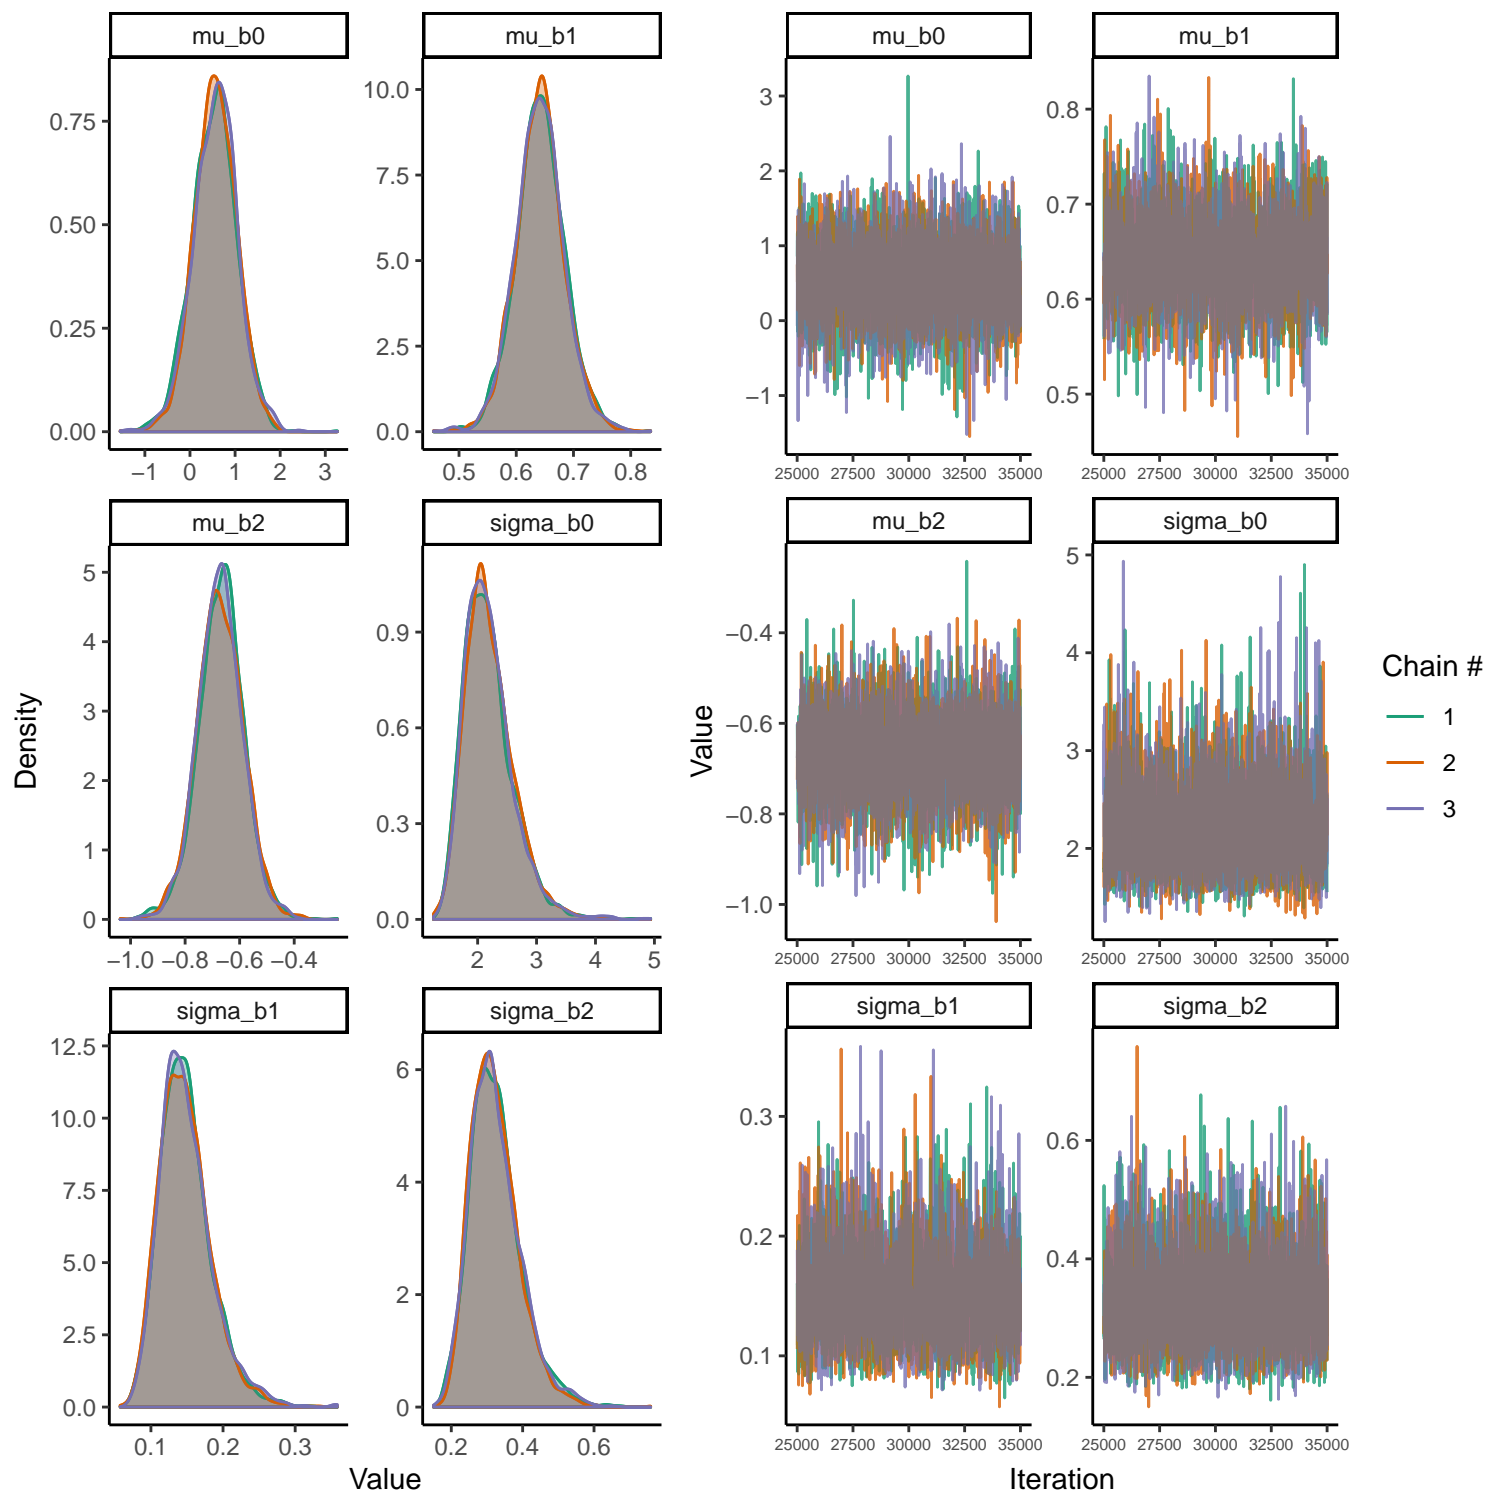 mu_b0
mu_b1
mu_b0
mu_b1
0.75
0.50
0.25
0.00
10.0
7.5
5.0
2.5
0.0
3
2
1
0
−1
0.8
0.7
0.6
0.5
−1 0 1 2 3
0.5 0.6 0.7 0.8
25000 27500 30000 32500 35000
25000 27500 30000 32500 35000
mu_b2
sigma_b0
mu_b2
sigma_b0
5
4
3
2
1
0
0.9
0.6
0.3
0.0
−0.4
−0.6
−0.8
−1.0
5
4
3
2
−1.0 −0.8 −0.6 −0.4
2 3 4 5
25000 27500 30000 32500 35000
25000 27500 30000 32500 35000
Density
Value
Chain #
1
2
3
sigma_b1
sigma_b2
sigma_b1
sigma_b2
12.5
10.0
7.5
5.0
2.5
0.0
6
4
2
0
0.3
0.2
0.1
0.6
0.4
0.2
0.1 0.2 0.3
0.2 0.4 0.6
25000 27500 30000 32500 35000
25000 27500 30000 32500 35000
Value
Iteration